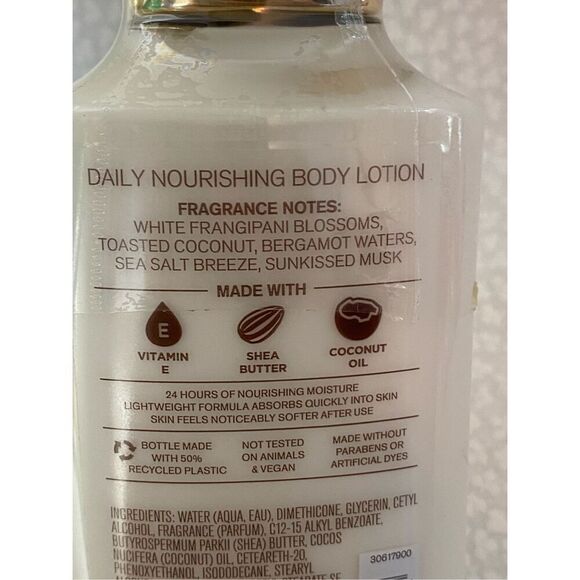 DAILY NOURISHING BODY LOTION
FRAGRANCE NOTES:
WHITE FRANGIPANI BLOSSOMS,
TOASTED COCONUT, BERGAMOT WATERS,
SEA SALT BREEZE, SUNKISSED MUSK
MADE WITH
E
VITAMIN
E
SHEA
BUTTER
COCONUT
OIL
24 HOURS OF NOURISHING MOISTURE
LIGHTWEIGHT FORMULA ABSORBS QUICKLY INTO SKIN
SKIN FEELS NOTICEABLY SOFTER AFTER USE
BOTTLE MADE
WITH 50%
RECYCLED PLASTIC
NOT TESTED
ON ANIMALS
& VEGAN
MADE WITHOUT
PARABENS OR
ARTIFICIAL DYES
INGREDIENTS: WATER (AQUA, EAU), DIMETHICONE, GLYCERIN, CETYL
ALCOHOL, FRAGRANCE (PARFUM), C12-15 ALKYL BENZOATE,
BUTYROSPERMUM PARKII (SHEA) BUTTER, COCOS
NUCIFERA (COCONUT) OIL, CETEARETH-20,
PHENOXYETHANOL, ISODODECANE, STEARYL
30617900